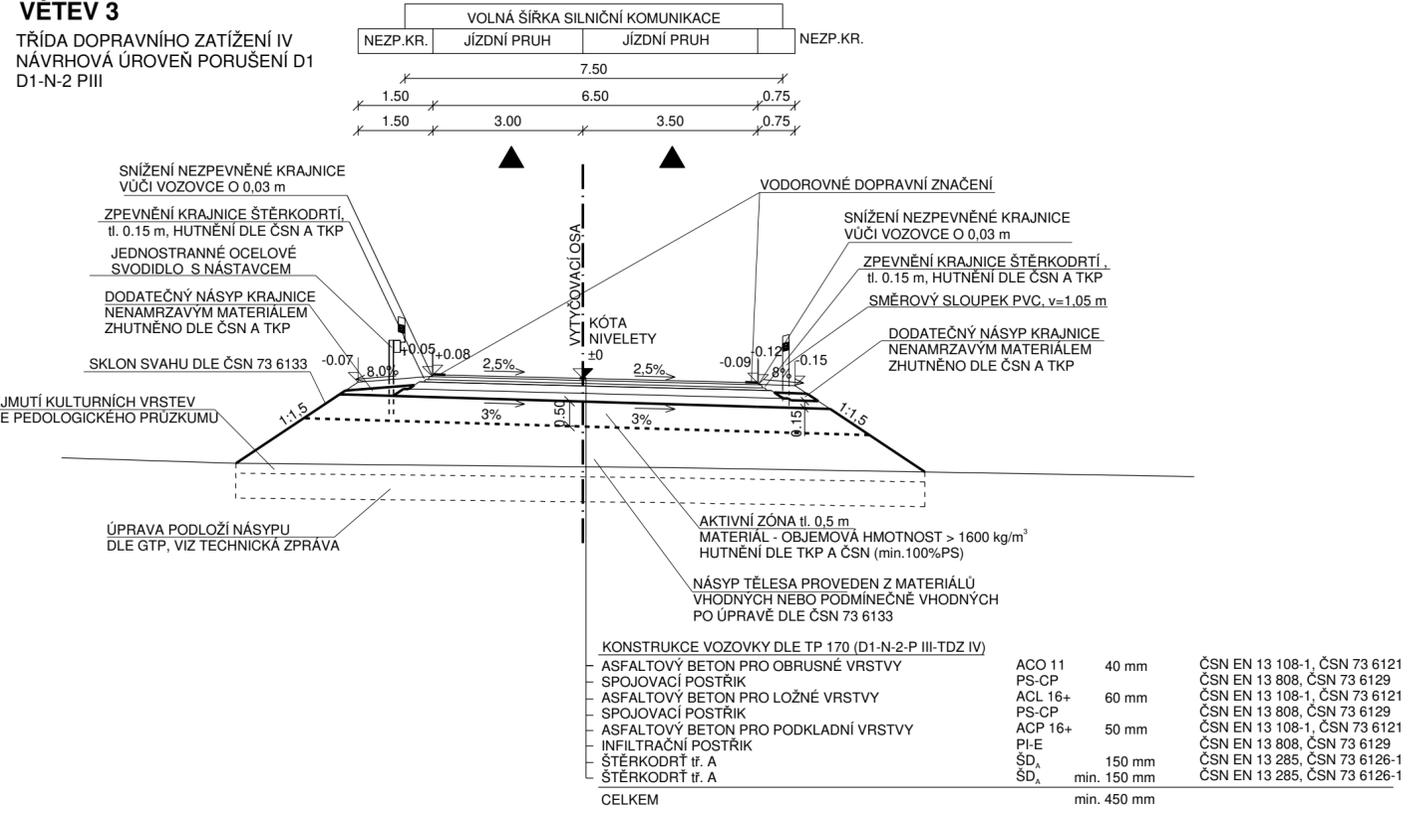 VĚTEV 3
TŘÍDA DOPRAVNÍHO ZATÍŽENÍ IV
NÁVRHOVÁ ÚROVEŇ PORUŠENÍ D1
D1-N-2 PIII
VOLNÁ ŠÍŘKA SILNIČNÍ KOMUNIKACE
NEZP.KR. JÍZDNÍ PRUH JÍZDNÍ PRUH NEZP.KR.
7.50
1.50 6.50 0.75
1.50 3.00 3.50 0.75
SNÍŽENÍ NEZPEVNĚNÉ KRAJNICE
VŮČI VOZOVCE O 0,03 m
ZPEVNĚNÍ KRAJNICE ŠTĚRKODRTÍ,
tl. 0.15 m, HUTNĚNÍ DLE ČSN A TKP
JEDNOSTRANNÉ OCELOVÉ
SVODIDLO S NÁSTAVCEM
DODATEČNÝ NÁSYP KRAJNICE
NENAMRZAVÝM MATERIÁLEM
ZHUTNĚNO DLE ČSN A TKP
SKLON SVAHU DLE ČSN 73 6133
JMUTÍ KULTURNÍCH VRSTEV
E PEDOLOGICKÉHO PRŮZKUMU
ÚPRAVA PODLOŽÍ NÁSYPU
DLE GTP, VIZ TECHNICKÁ ZPRÁVA
VODOROVNÉ DOPRAVNÍ ZNAČENÍ
SNÍŽENÍ NEZPEVNĚNÉ KRAJNICE
VŮČI VOZOVCE O 0,03 m
ZPEVNĚNÍ KRAJNICE ŠTĚRKODRTÍ ,
tl. 0.15 m, HUTNĚNÍ DLE ČSN A TKP
SMĚROVÝ SLOUPEK PVC, v=1,05 m
DODATEČNÝ NÁSYP KRAJNICE
NENAMRZAVÝM MATERIÁLEM
ZHUTNĚNO DLE ČSN A TKP
VYTYČOVACÍ OSA
KÓTA
NIVELETY
±0
-0.07 8.0% +0.05 +0.08 2,5% 2,5% -0.09 -0.12 8% -0.15
1:1,5 3% 0.50 3% 0.15 1:1,5
AKTIVNÍ ZÓNA tl. 0,5 m
MATERIÁL - OBJEMOVÁ HMOTNOST > 1600 kg/m³
HUTNĚNÍ DLE TKP A ČSN (min.100%PS)
NÁSYP TĚLESA PROVEDEN Z MATERIÁLŮ
VHODNÝCH NEBO PODMÍNEČNĚ VHODNÝCH
PO ÚPRAVĚ DLE ČSN 73 6133
KONSTRUKCE VOZOVKY DLE TP 170 (D1-N-2-P III-TDZ IV)
ASFALTOVÝ BETON PRO OBRUSNÉ VRSTVY ACO 11 40 mm ČSN EN 13 108-1, ČSN 73 6121
SPOJOVACÍ POSTŘIK PS-CP ČSN EN 13 808, ČSN 73 6129
ASFALTOVÝ BETON PRO LOŽNÉ VRSTVY ACL 16+ 60 mm ČSN EN 13 108-1, ČSN 73 6121
SPOJOVACÍ POSTŘIK PS-CP ČSN EN 13 808, ČSN 73 6129
ASFALTOVÝ BETON PRO PODKLADNÍ VRSTVY ACP 16+ 50 mm ČSN EN 13 108-1, ČSN 73 6121
INFILTRAČNÍ POSTŘIK PI-E ČSN EN 13 808, ČSN 73 6129
ŠTĚRKODRŤ tř. A ŠDA 150 mm ČSN EN 13 285, ČSN 73 6126-1
ŠTĚRKODRŤ tř. A ŠDA min. 150 mm ČSN EN 13 285, ČSN 73 6126-1
CELKEM min. 450 mm